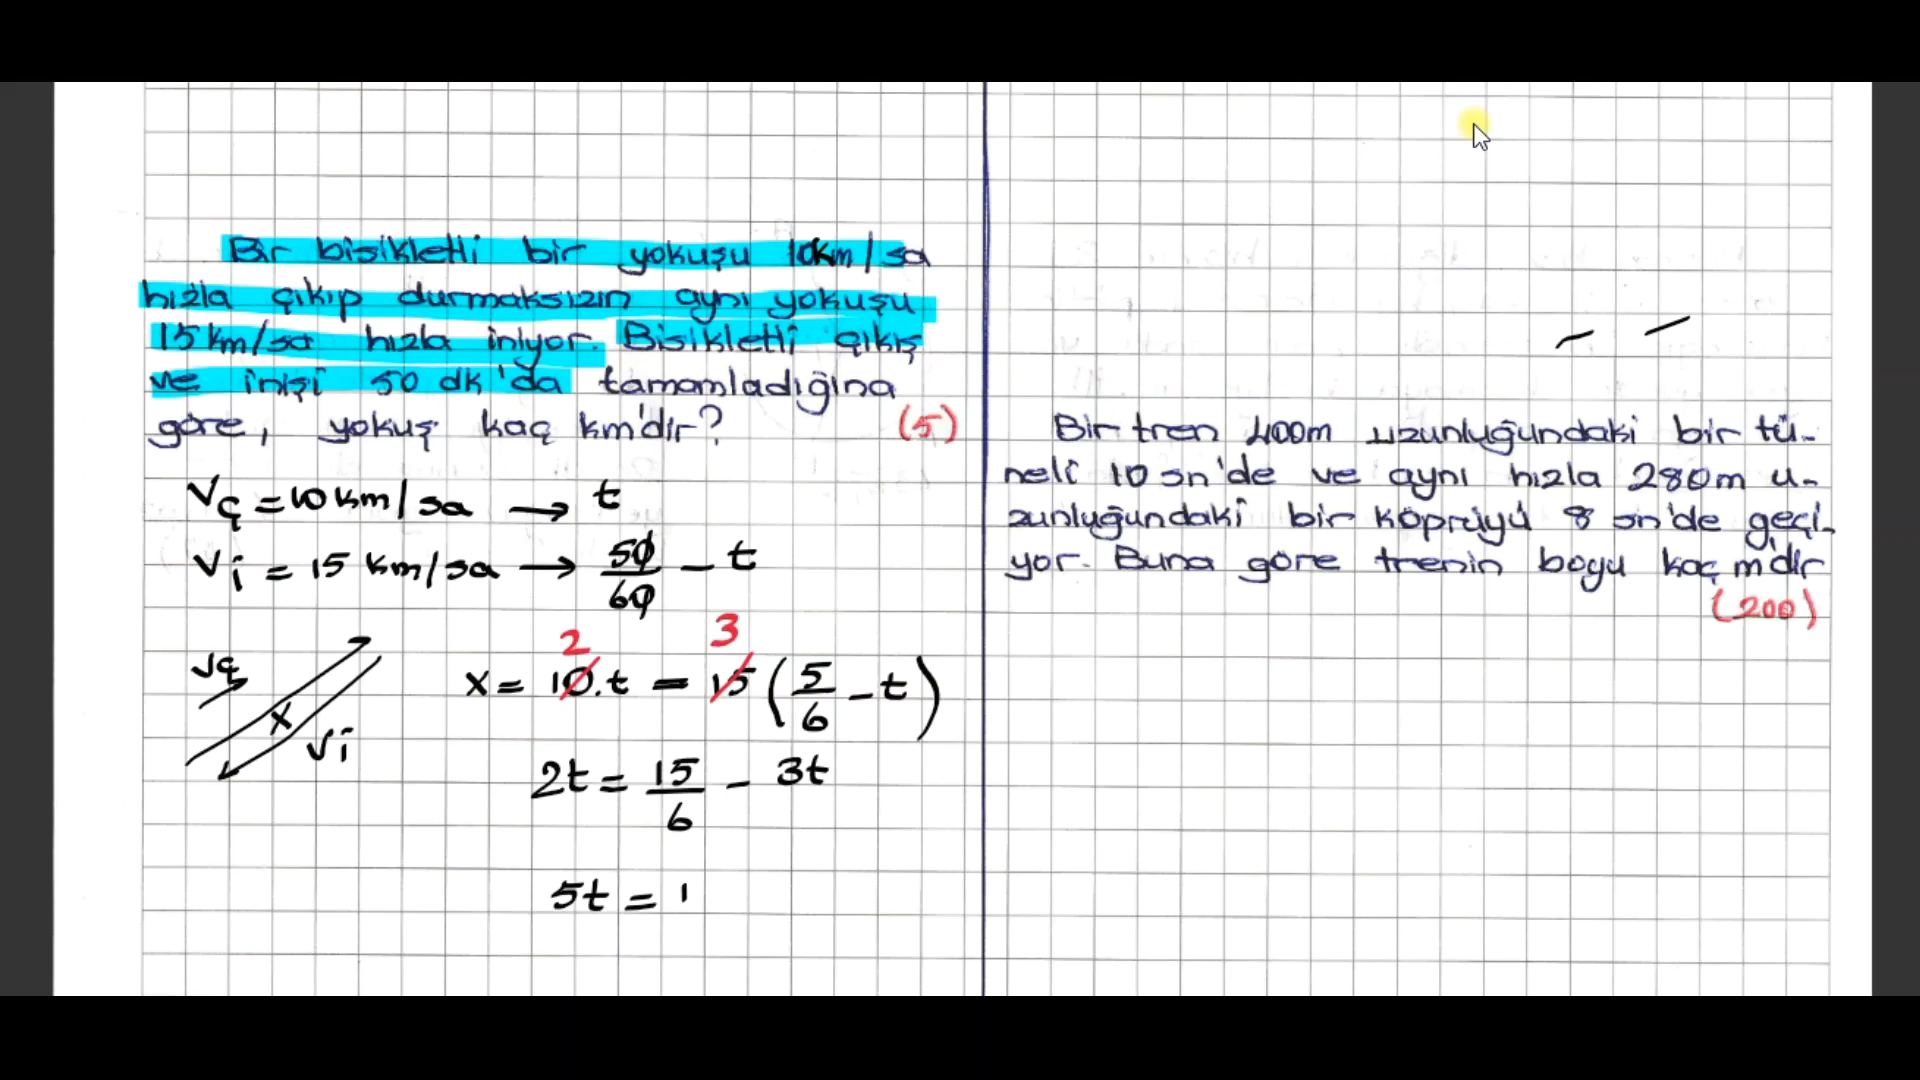 Bir bisikletli bir yokuşu 10km/sa
hızla çıkıp durmaksızın aynı yokuşu
15km/sa hızla iniyor. Bisikletli çıkış
ve inişi 50 dk'da tamamladığına
göre, yokuş kaç km'dir? (5)
Vç = 10 km/sa → t
Vi = 15 km/sa → 50/60 - t
2 3
x = 10.t = 15 (5/6 - t)
Vç
x
Vi
2t = 15/6 - 3t
5t = 1
Bir tren 400m uzunluğundaki bir tü-
neli 10 sn'de ve aynı hızla 280m u-
zunluğundaki bir köprüyü 8 sn'de geçi-
yor. Buna göre trenin boyu kaç m'dir
(200)